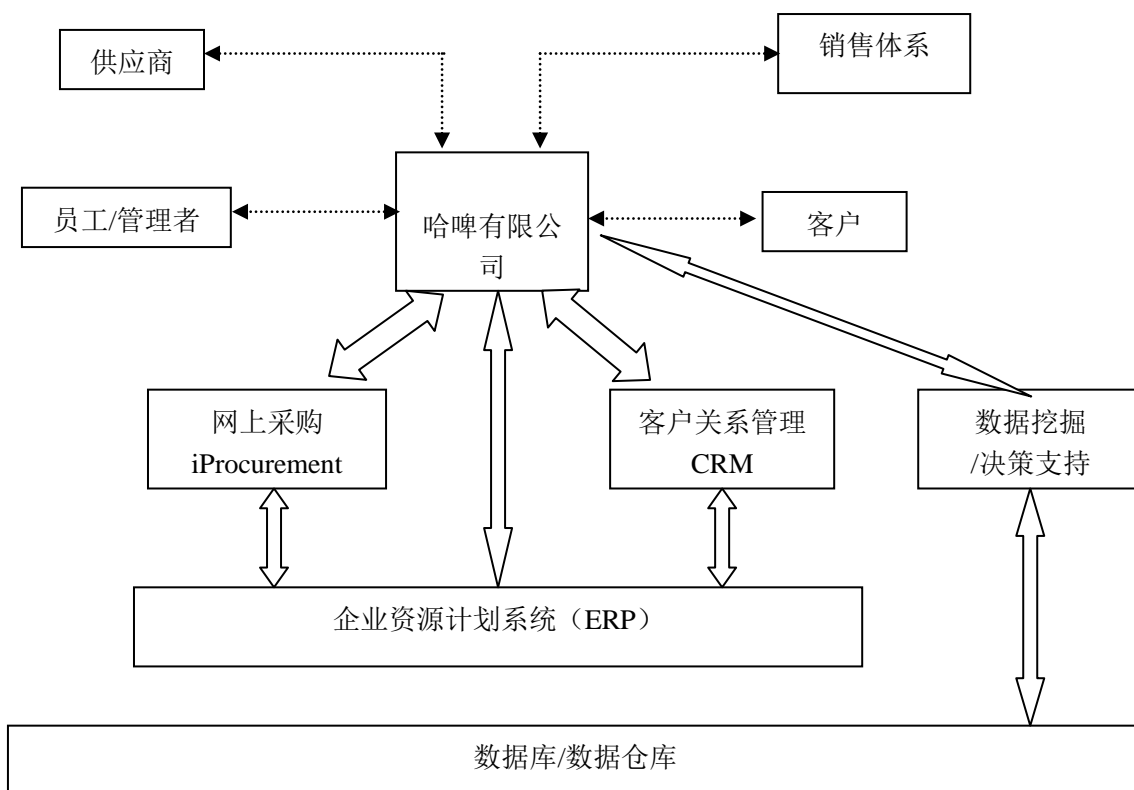 供应商
销售体系
员工/管理者
哈啤有限公
司
客户
网上采购
iProcurement
客户关系管理
CRM
数据挖掘
/决策支持
企业资源计划系统（ERP）
数据库/数据仓库